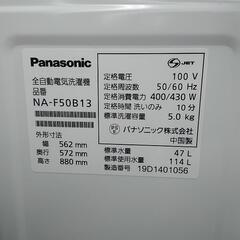 Panasonic
全自動電気洗濯機
品番
NA-F50B13
外形寸法
幅 562 mm
奥行 572 mm
高さ 880 mm
JET
定格電圧 100 V
定格周波数 50/60 Hz
定格消費電力 400/430 W
定格時間 洗いのみ 10分
標準洗濯容量 5.0 kg
パナソニック株式会社
中国製
標準水量 47 L
標準使用水量 114 L
製造番号 19D1401056